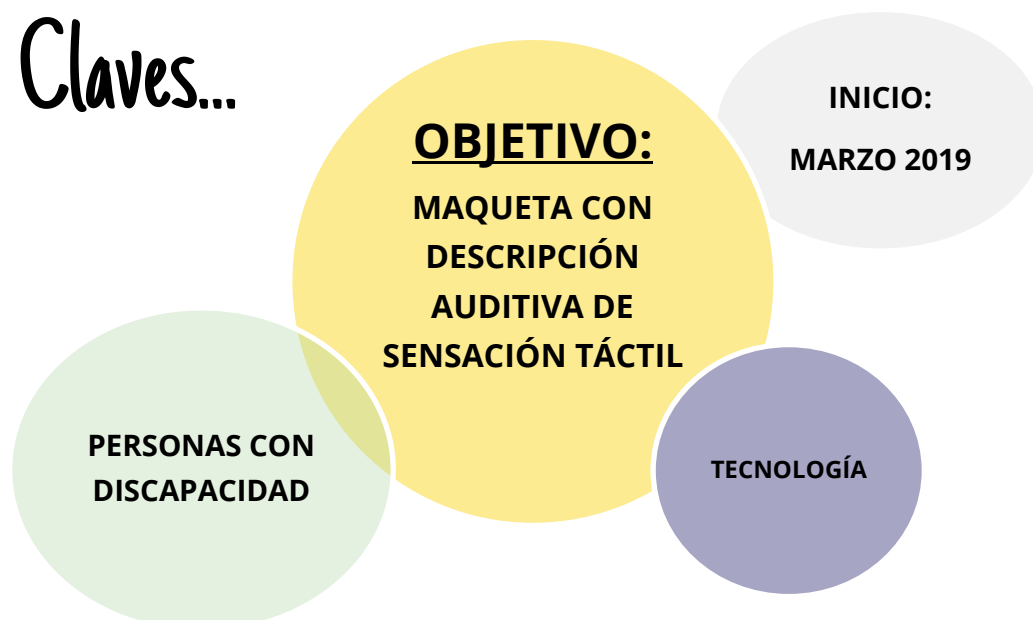 Claves...
OBJETIVO:
MAQUETA CON
DESCRIPCIÓN
AUDITIVA DE
SENSACIÓN TÁCTIL
INICIO:
MARZO 2019
PERSONAS CON
DISCAPACIDAD
TECNOLOGÍA